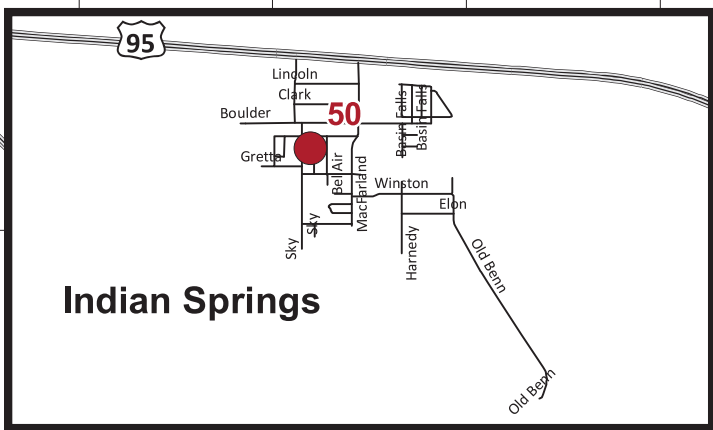 95
Lincoln
Clark
50
Boulder
Basin Falls
Basin Falls
Gretta
Bel Air
MacFarland
Winston
Elon
Sky
Sky
Harnedy
Old Benn
Indian Springs
Old Benn